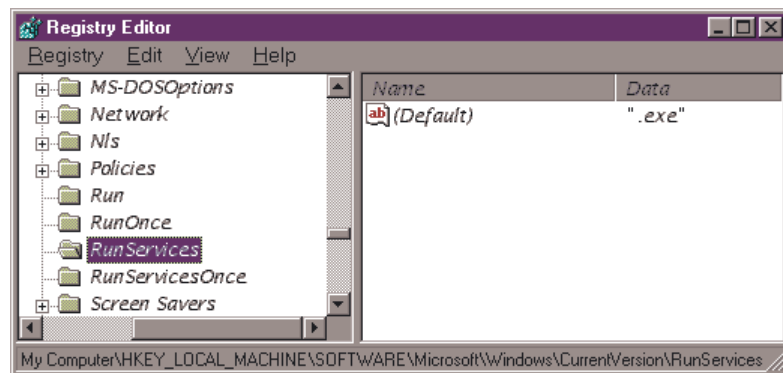 Registry Editor
Registry Edit View Help
MS-DOSOptions
Network
Nls
Policies
Run
RunOnce
RunServices
RunServicesOnce
Screen Savers
Name Data
ab (Default) ".exe"
My Computer\HKEY_LOCAL_MACHINE\SOFTWARE\Microsoft\Windows\CurrentVersion\RunServices